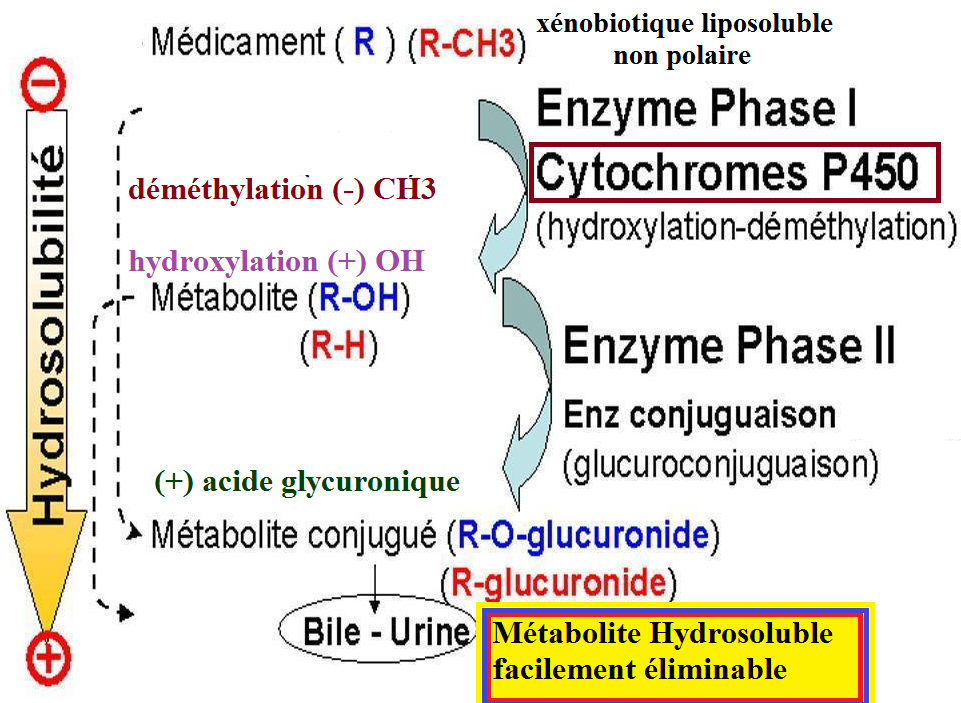 Médicament ( R ) (R-CH3)
xénobiotique liposoluble
non polaire
Enzyme Phase I
Cytochromes P450
(hydroxylation-déméthylation)
déméthylation (-) CH3
hydroxylation (+) OH
Métabolite (R-OH)
(R-H)
Enzyme Phase II
Enz conjuguaison
(glucuroconjuguaison)
(+) acide glycuronique
Métabolite conjugué (R-O-glucuronide)
(R-glucuronide)
Bile - Urine
Métabolite Hydrosoluble
facilement éliminable
−
Hydrosolubilité
+